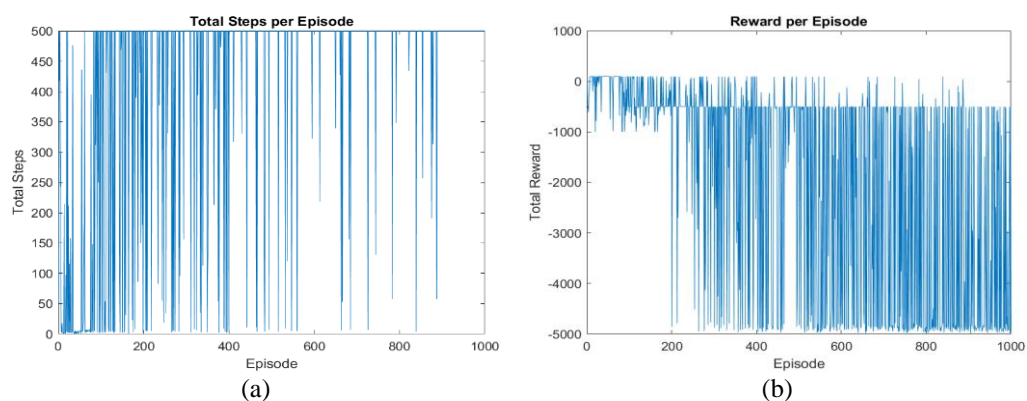 Total Steps per Episode
500
450
400
350
300
250
200
150
100
50
0
Total Steps
0 200 400 600 800 1000
Episode
(a)
Reward per Episode
1000
0
-1000
-2000
-3000
-4000
-5000
Total Reward
0 200 400 600 800 1000
Episode
(b)